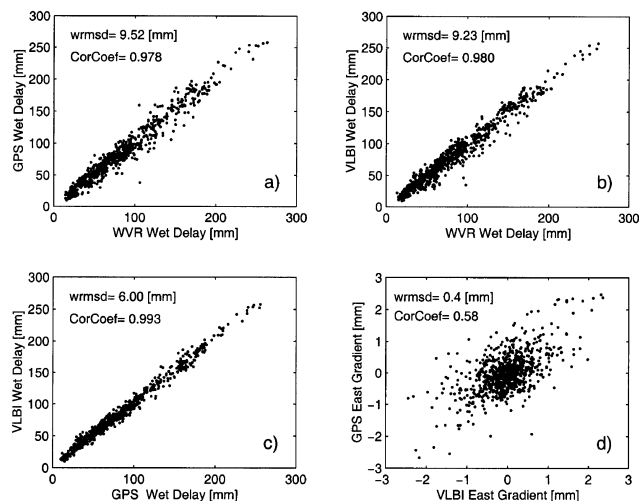 300
250
200
150
100
50
0
GPS Wet Delay [mm]
wrmsd= 9.52 [mm]
CorCoef= 0.978
a)
0 100 200 300
WVR Wet Delay [mm]
300
250
200
150
100
50
0
VLBI Wet Delay [mm]
wrmsd= 9.23 [mm]
CorCoef= 0.980
b)
0 100 200 300
WVR Wet Delay [mm]
300
250
200
150
100
50
0
VLBI Wet Delay [mm]
wrmsd= 6.00 [mm]
CorCoef= 0.993
c)
0 100 200 300
GPS Wet Delay [mm]
3
2
1
0
−1
−2
−3
GPS East Gradient [mm]
wrmsd= 0.4 [mm]
CorCoef= 0.58
d)
−3 −2 −1 0 1 2 3
VLBI East Gradient [mm]